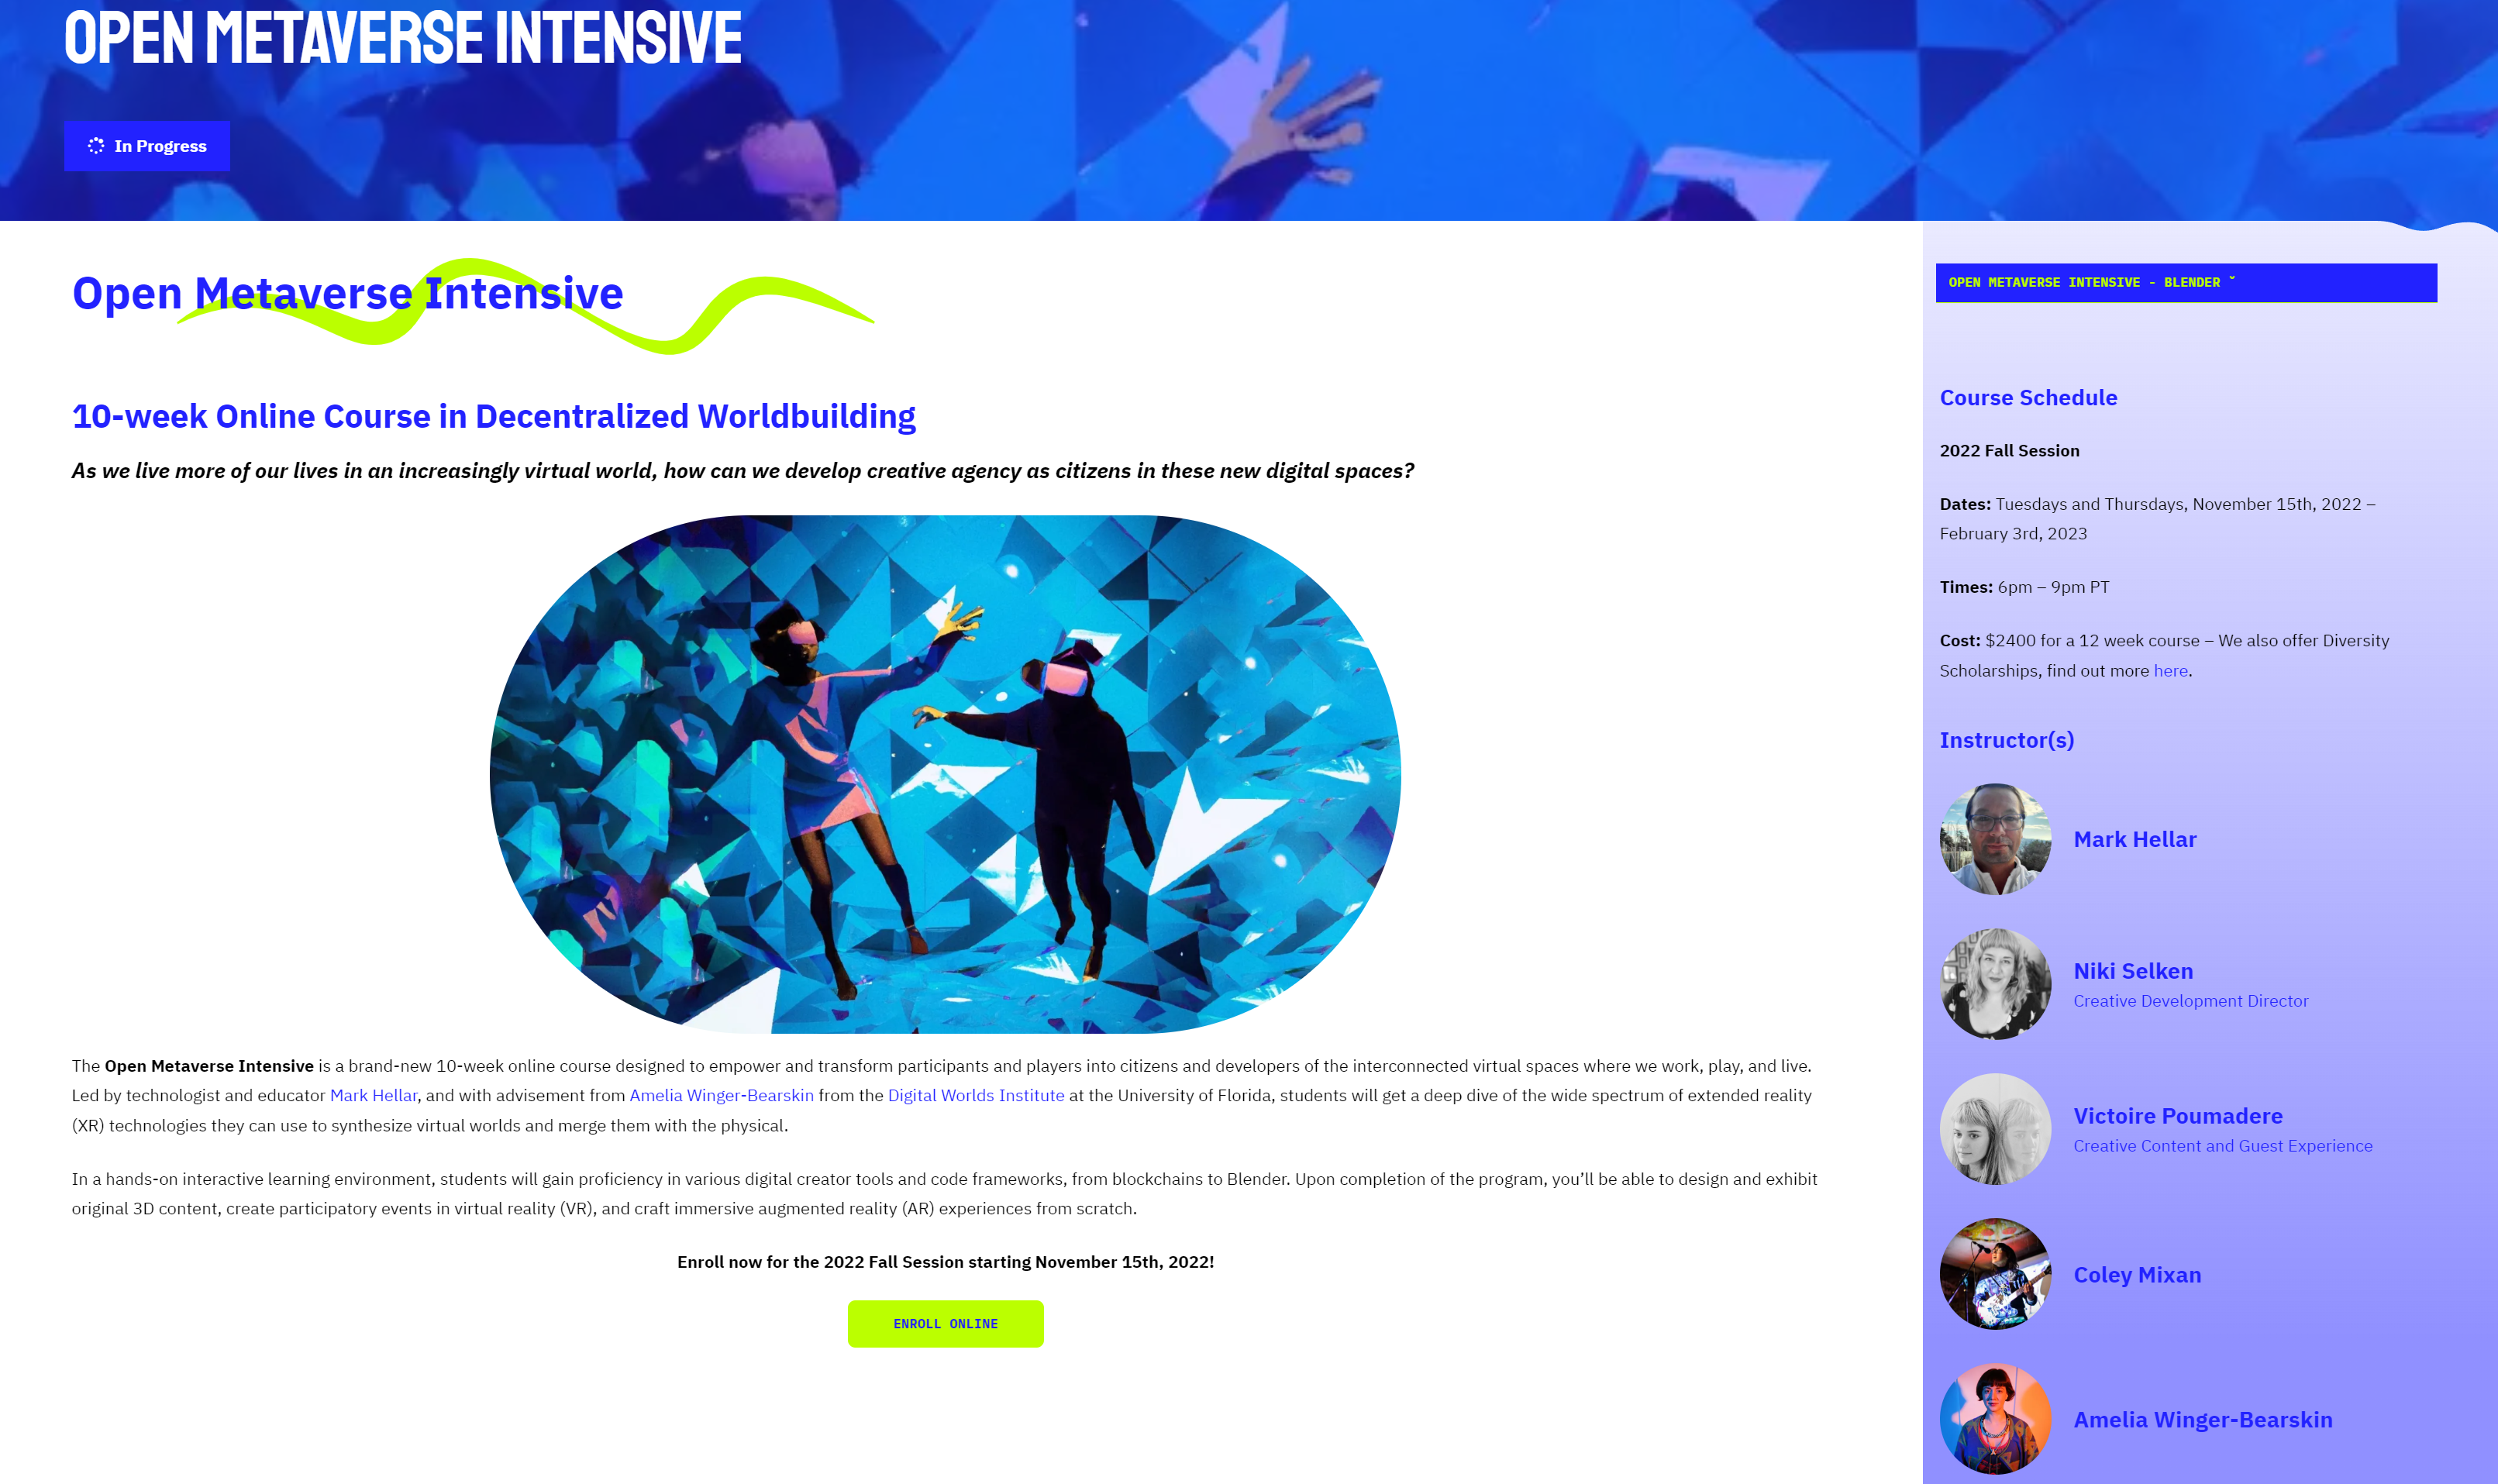 OPEN METAVERSE INTENSIVE
In Progress
Open Metaverse Intensive
10-week Online Course in Decentralized Worldbuilding
As we live more of our lives in an increasingly virtual world, how can we develop creative agency as citizens in these new digital spaces?
The Open Metaverse Intensive is a brand-new 10-week online course designed to empower and transform participants and players into citizens and developers of the interconnected virtual spaces where we work, play, and live.
Led by technologist and educator Mark Hellar, and with advisement from Amelia Winger-Bearskin from the Digital Worlds Institute at the University of Florida, students will get a deep dive of the wide spectrum of extended reality
(XR) technologies they can use to synthesize virtual worlds and merge them with the physical.
In a hands-on interactive learning environment, students will gain proficiency in various digital creator tools and code frameworks, from blockchains to Blender. Upon completion of the program, you’ll be able to design and exhibit
original 3D content, create participatory events in virtual reality (VR), and craft immersive augmented reality (AR) experiences from scratch.
Enroll now for the 2022 Fall Session starting November 15th, 2022!
ENROLL ONLINE
OPEN METAVERSE INTENSIVE - BLENDER ˇ
Course Schedule
2022 Fall Session
Dates: Tuesdays and Thursdays, November 15th, 2022 –
February 3rd, 2023
Times: 6pm – 9pm PT
Cost: $2400 for a 12 week course – We also offer Diversity
Scholarships, find out more here.
Instructor(s)
Mark Hellar
Niki Selken
Creative Development Director
Victoire Poumadere
Creative Content and Guest Experience
Coley Mixan
Amelia Winger-Bearskin